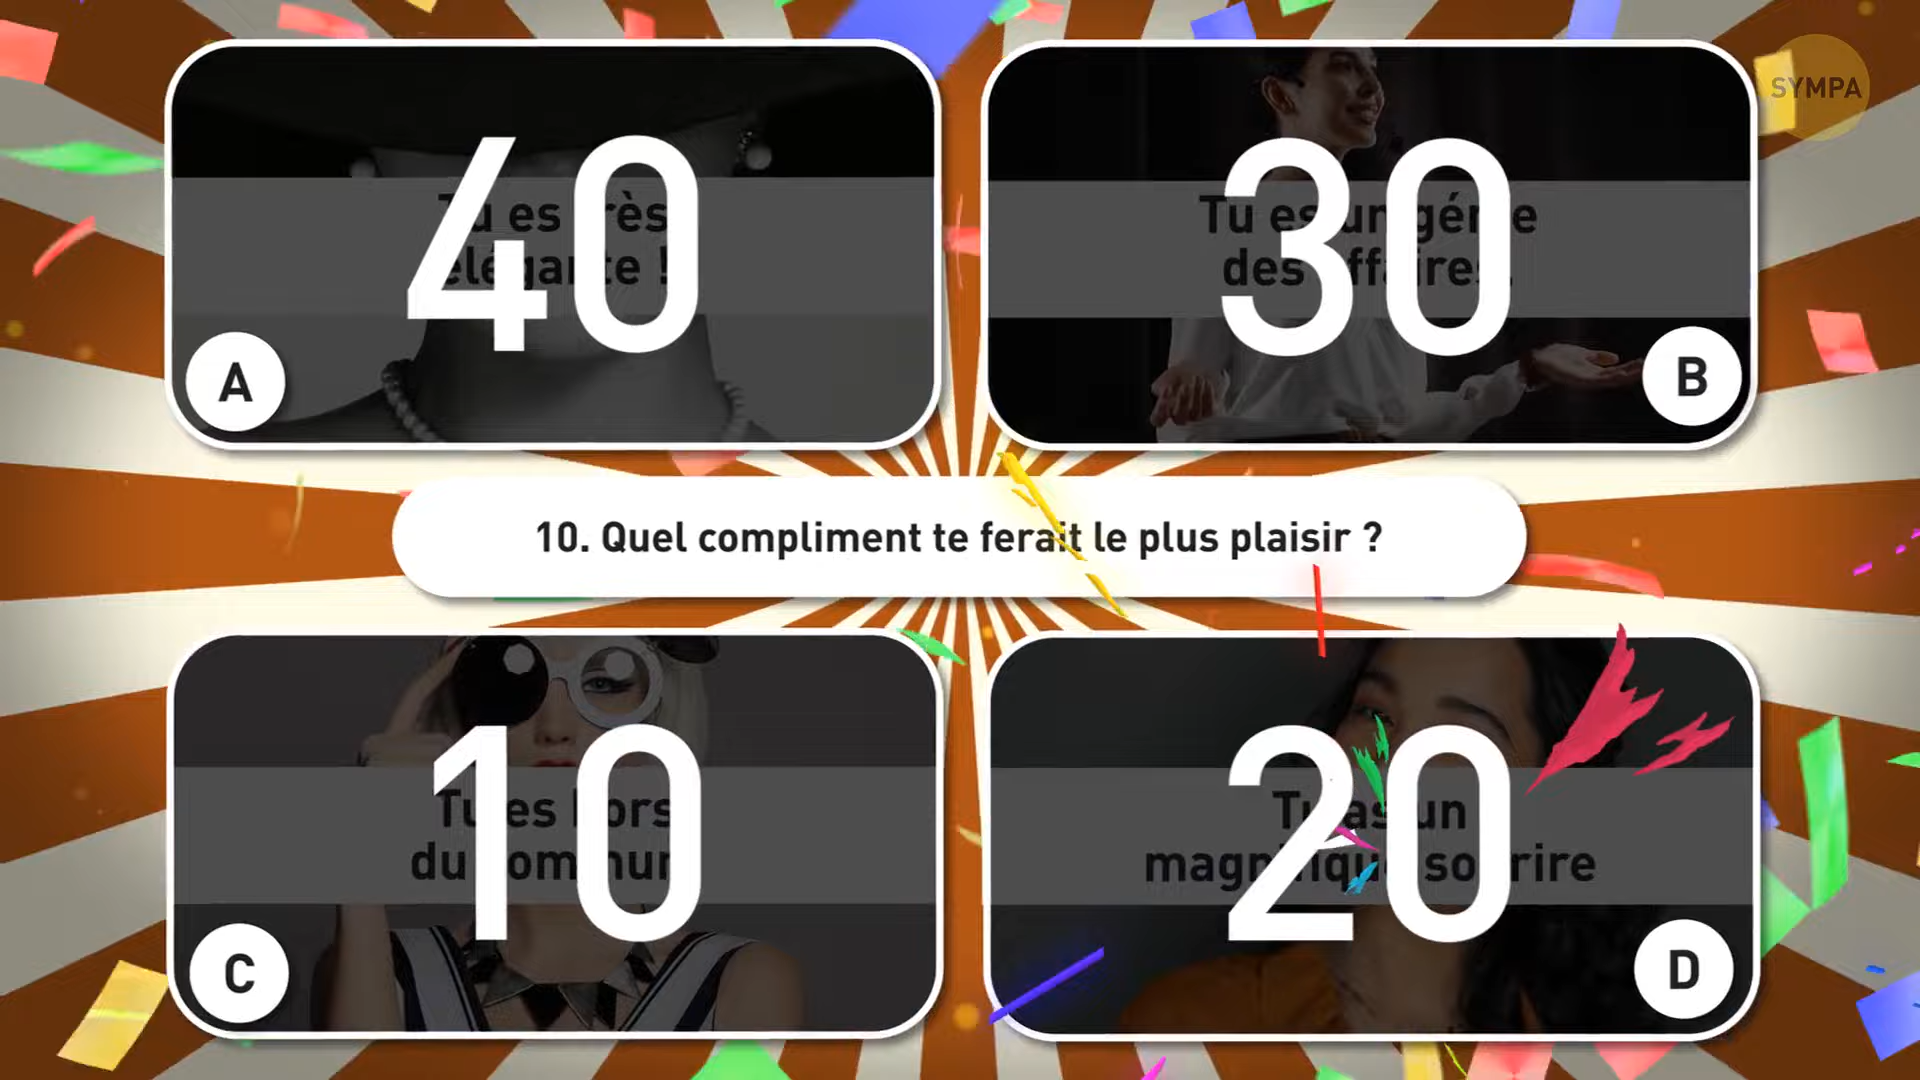 SYMPA
40
Tu es très
élégante !
A
30
Tu es un génie
des affaires.
B
10. Quel compliment te ferait le plus plaisir ?
10
Tu es hors
du commun
C
20
Tu as un
magnifique sourire
D